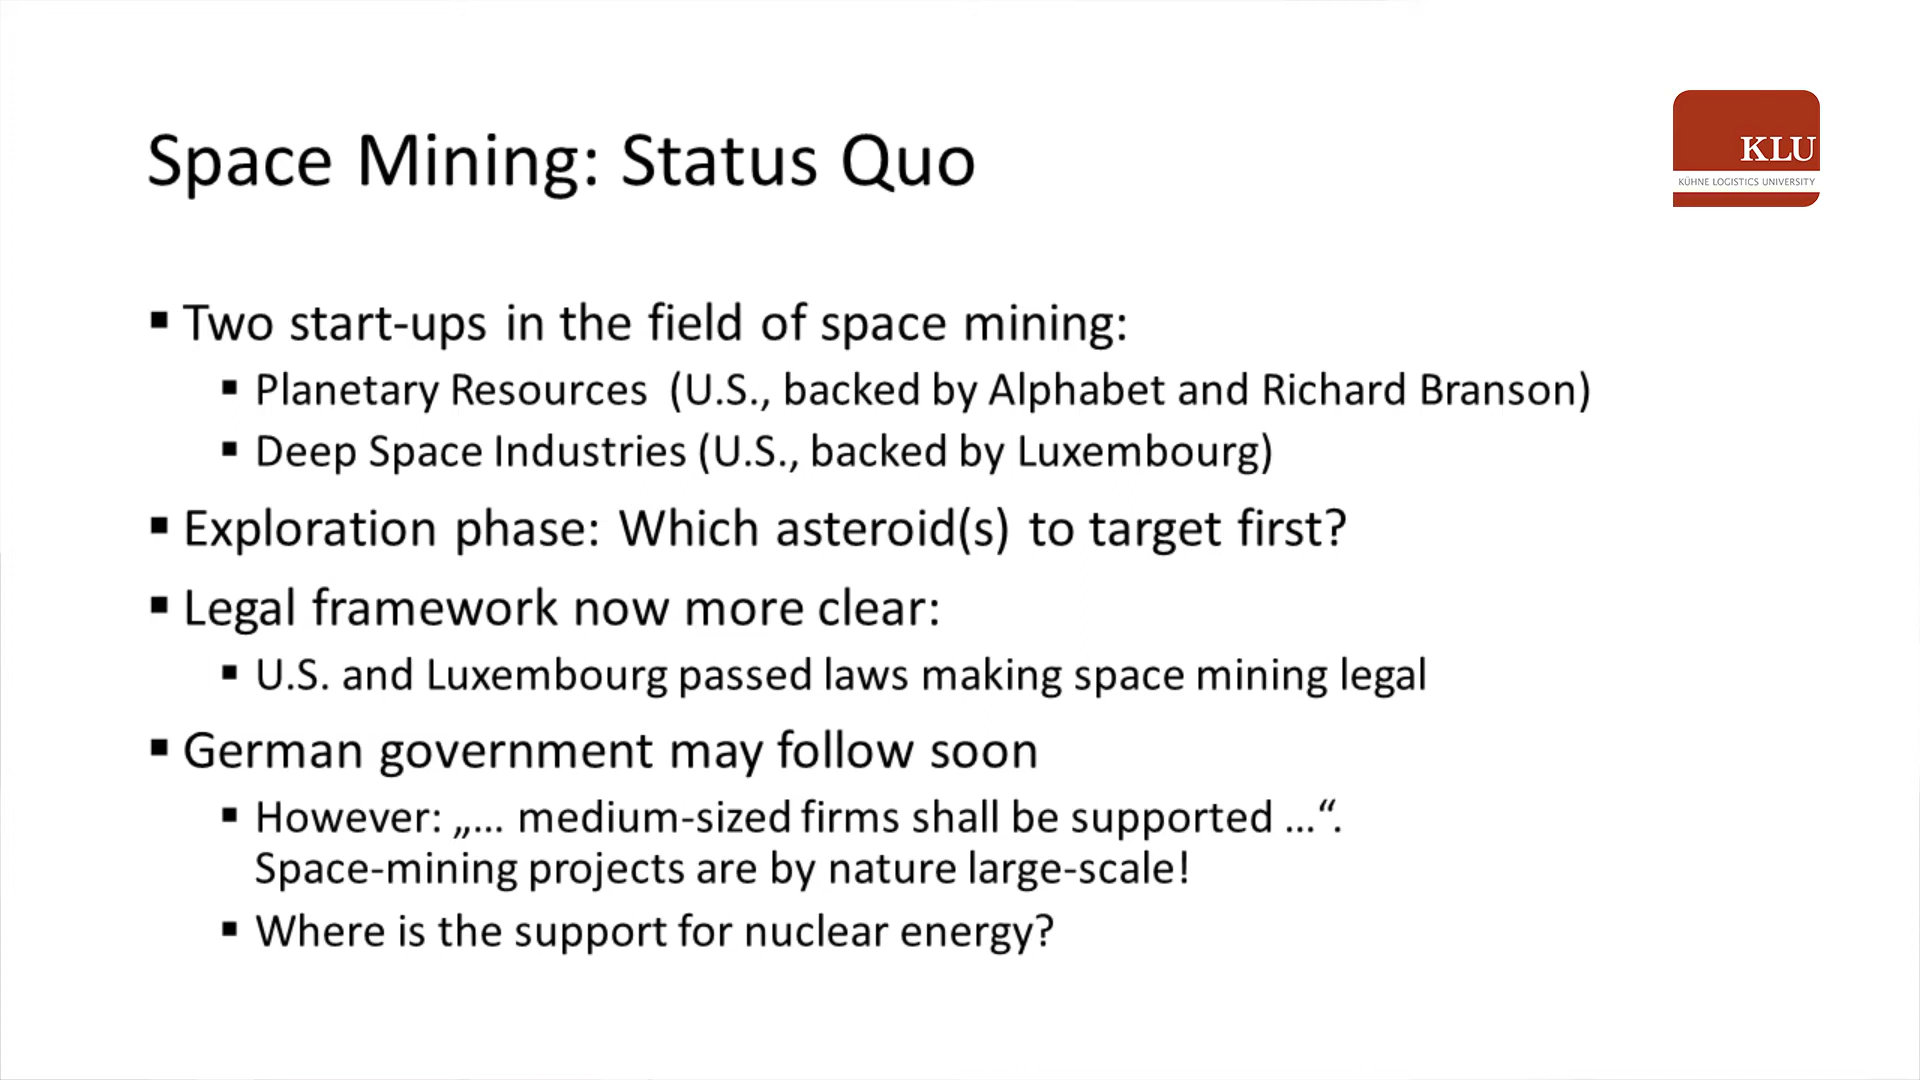 Space Mining: Status Quo
KLU
KÜHNE LOGISTICS UNIVERSITY
▪ Two start-ups in the field of space mining:
▪ Planetary Resources (U.S., backed by Alphabet and Richard Branson)
▪ Deep Space Industries (U.S., backed by Luxembourg)
▪ Exploration phase: Which asteroid(s) to target first?
▪ Legal framework now more clear:
▪ U.S. and Luxembourg passed laws making space mining legal
▪ German government may follow soon
▪ However: „… medium-sized firms shall be supported …“.
Space-mining projects are by nature large-scale!
▪ Where is the support for nuclear energy?